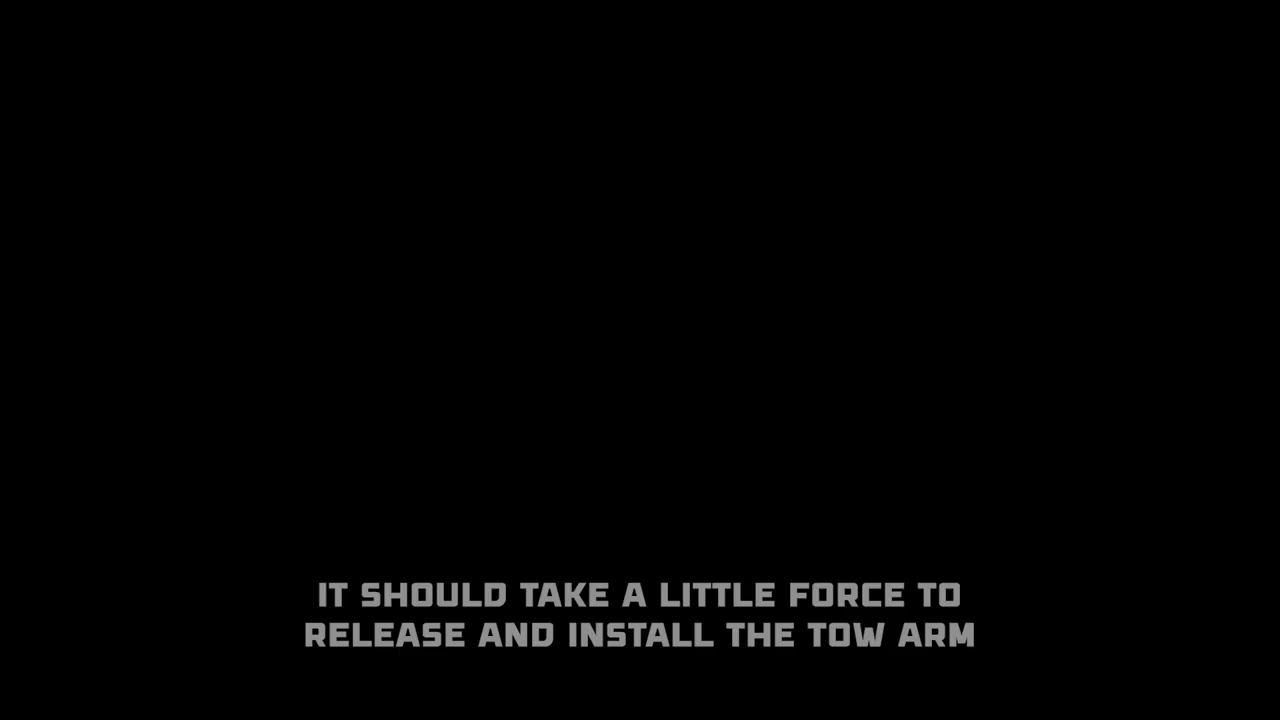 IT SHOULD TAKE A LITTLE FORCE TO
RELEASE AND INSTALL THE TOW ARM